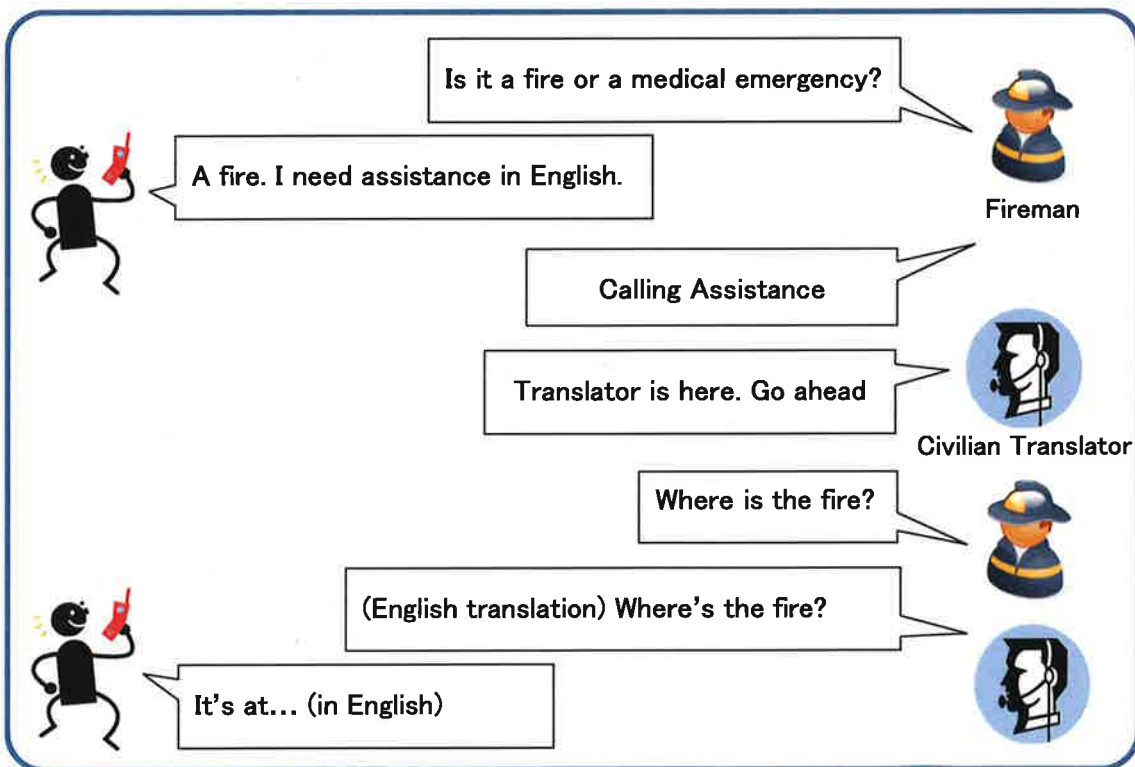 Is it a fire or a medical emergency?
A fire. I need assistance in English.
Fireman
Calling Assistance
Translator is here. Go ahead
Civilian Translator
Where is the fire?
(English translation) Where's the fire?
It's at... (in English)